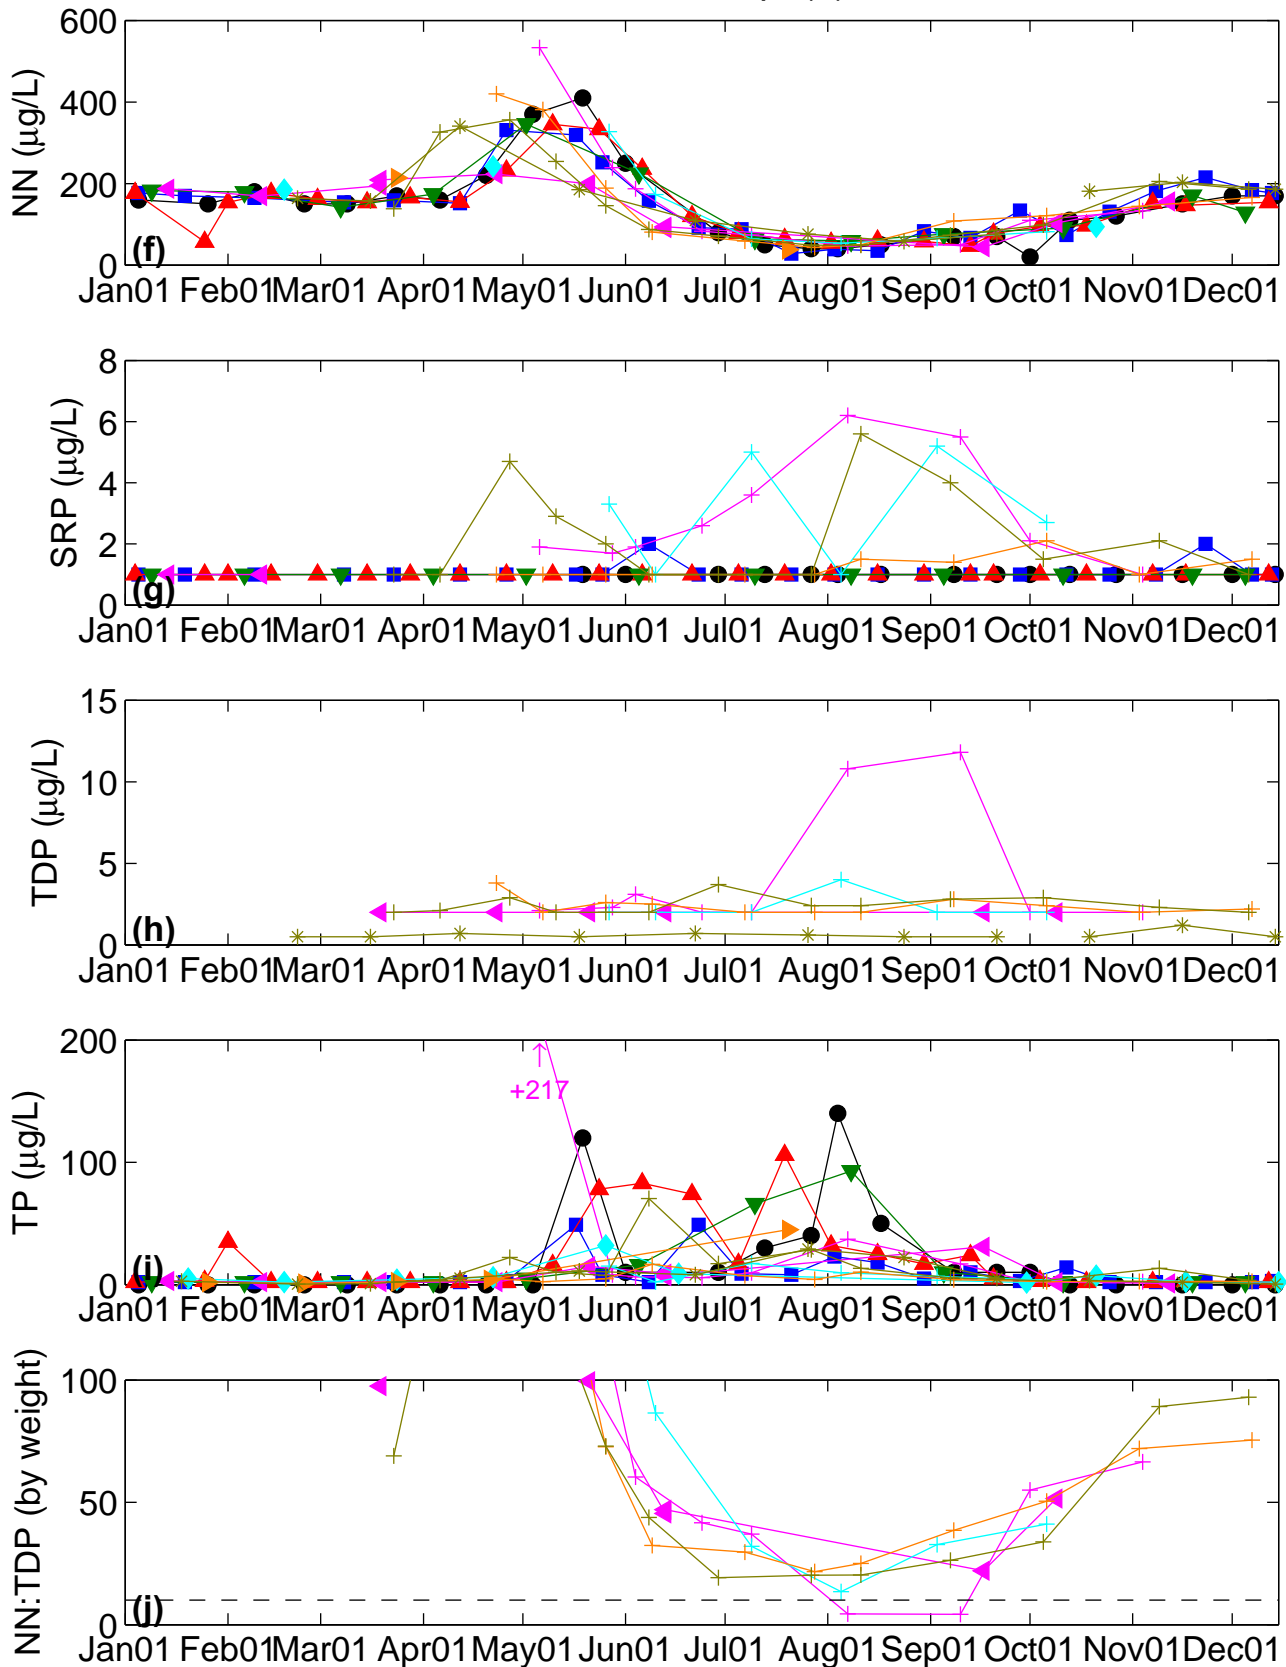 600
400
200
0
NN (μg/L)
(f)
Jan01 Feb01 Mar01 Apr01 May01 Jun01 Jul01 Aug01 Sep01 Oct01 Nov01 Dec01
8
6
4
2
0
SRP (μg/L)
(g)
Jan01 Feb01 Mar01 Apr01 May01 Jun01 Jul01 Aug01 Sep01 Oct01 Nov01 Dec01
15
10
5
0
TDP (μg/L)
(h)
Jan01 Feb01 Mar01 Apr01 May01 Jun01 Jul01 Aug01 Sep01 Oct01 Nov01 Dec01
200
100
0
TP (μg/L)
+217
(i)
Jan01 Feb01 Mar01 Apr01 May01 Jun01 Jul01 Aug01 Sep01 Oct01 Nov01 Dec01
100
50
0
NN:TDP (by weight)
(j)
Jan01 Feb01 Mar01 Apr01 May01 Jun01 Jul01 Aug01 Sep01 Oct01 Nov01 Dec01